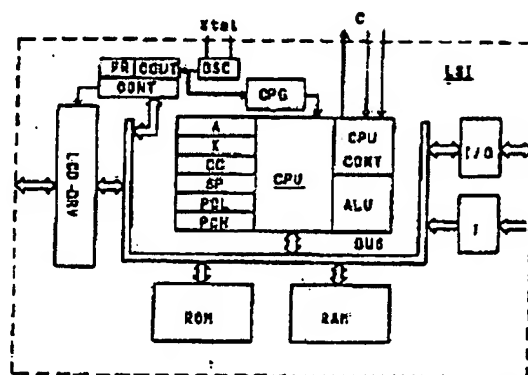 Xtal C
LSI
PR COUT OSC
CONT
CPG
A
X
CC
SP
PCL
PCH
CPU
CPU
CONT
ALU
LCD-DRV
I/O
I
BUS
ROM RAM